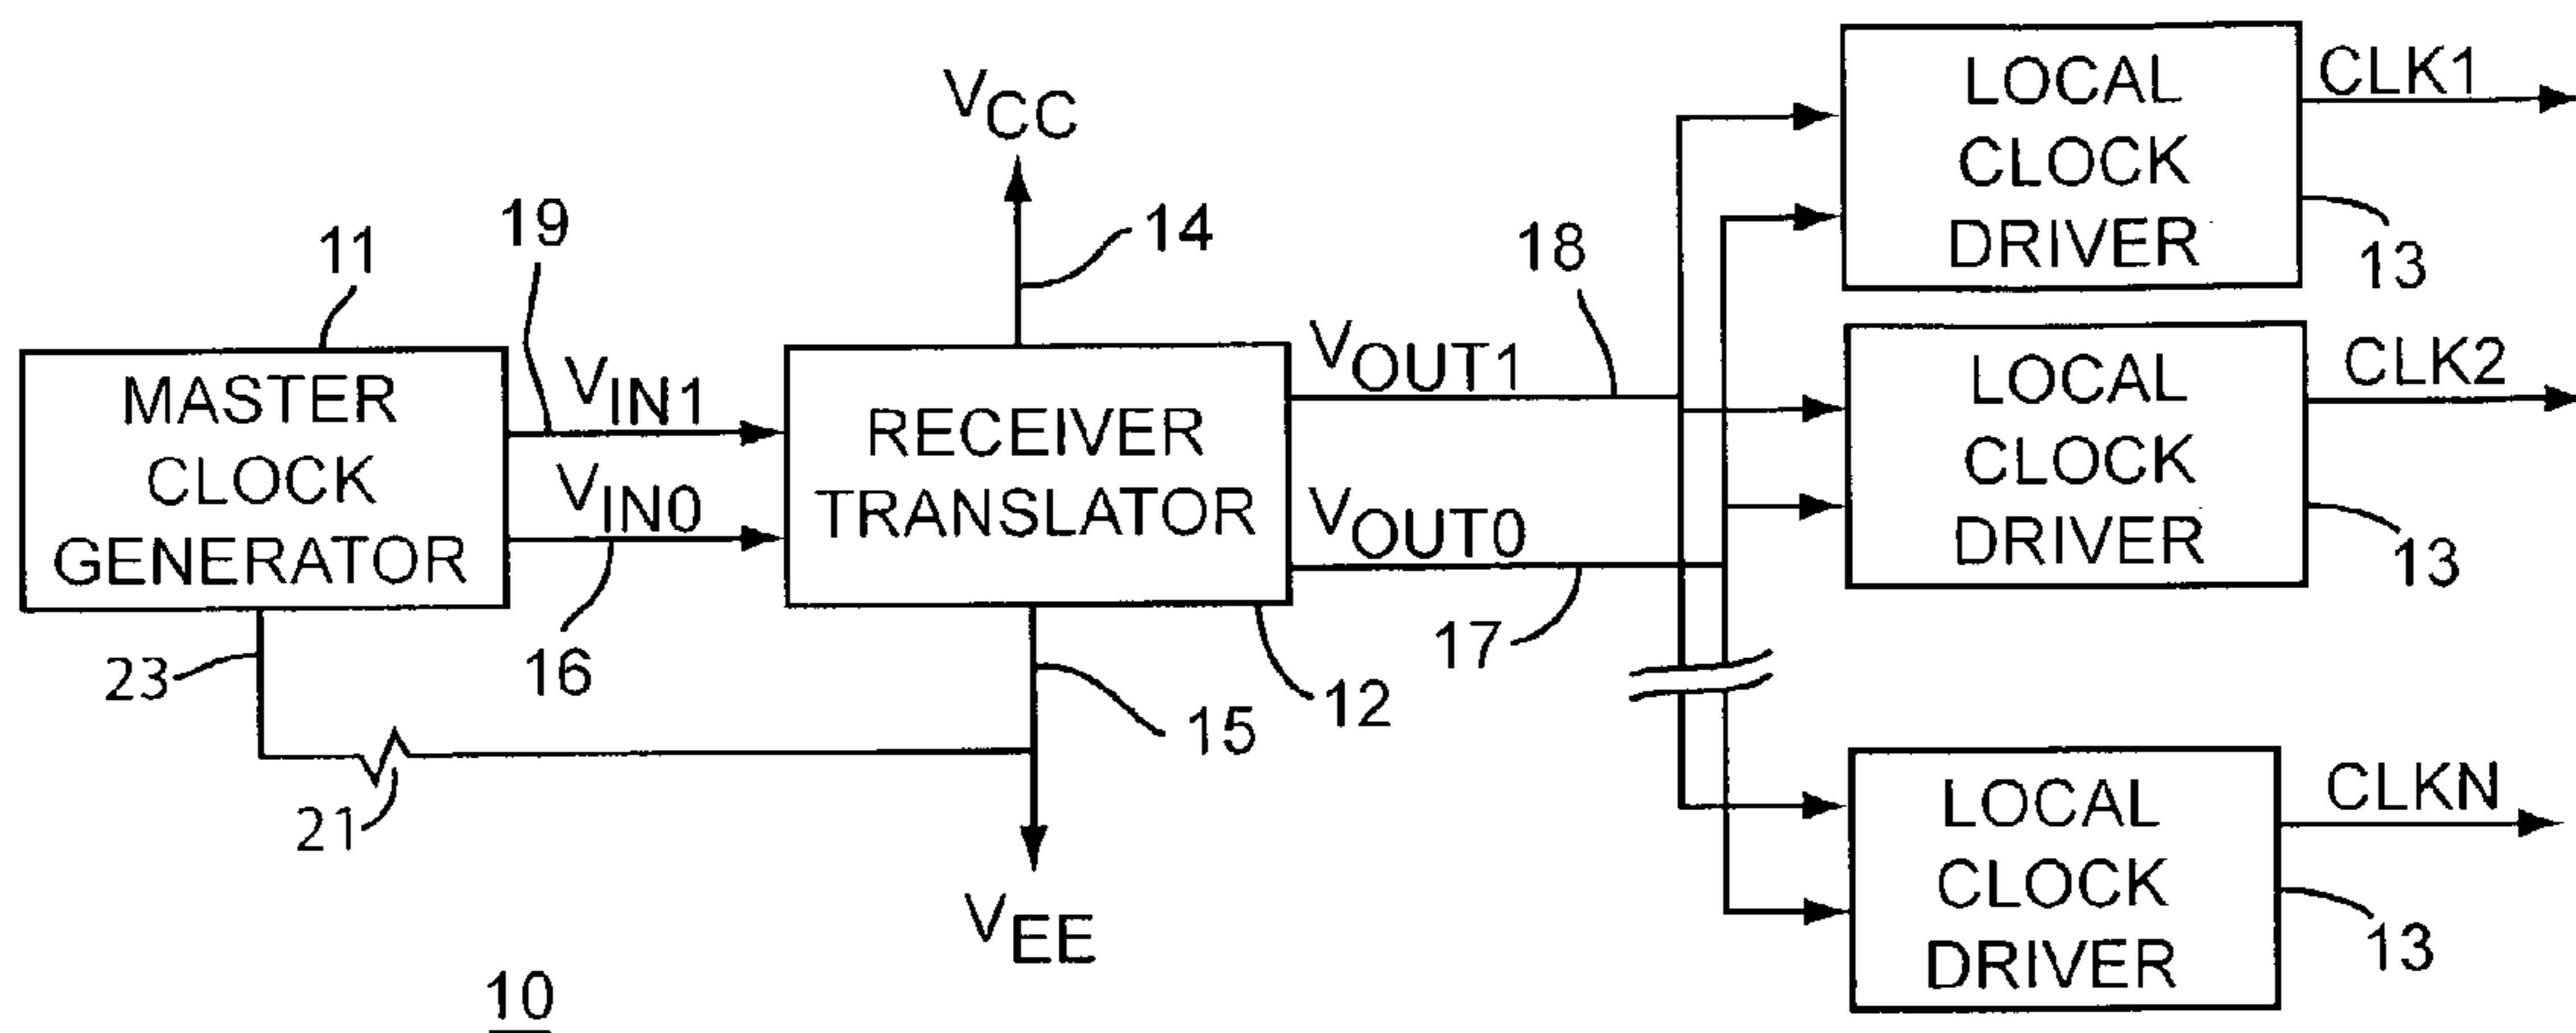 11
MASTER
CLOCK
GENERATOR
23
21
19
VIN1
VIN0
16
VCC
14
RECEIVER
TRANSLATOR
15
12
VEE
VOUT1
18
VOUT0
17
LOCAL
CLOCK
DRIVER
CLK1
13
LOCAL
CLOCK
DRIVER
CLK2
13
LOCAL
CLOCK
DRIVER
CLKN
13
10